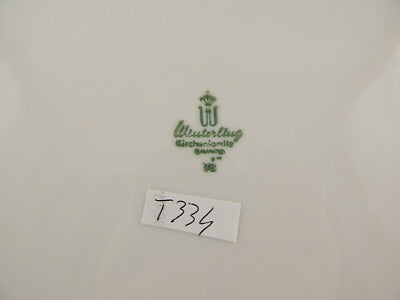 W
Winterling
Kirchenlamitz
BAVARIA
T334